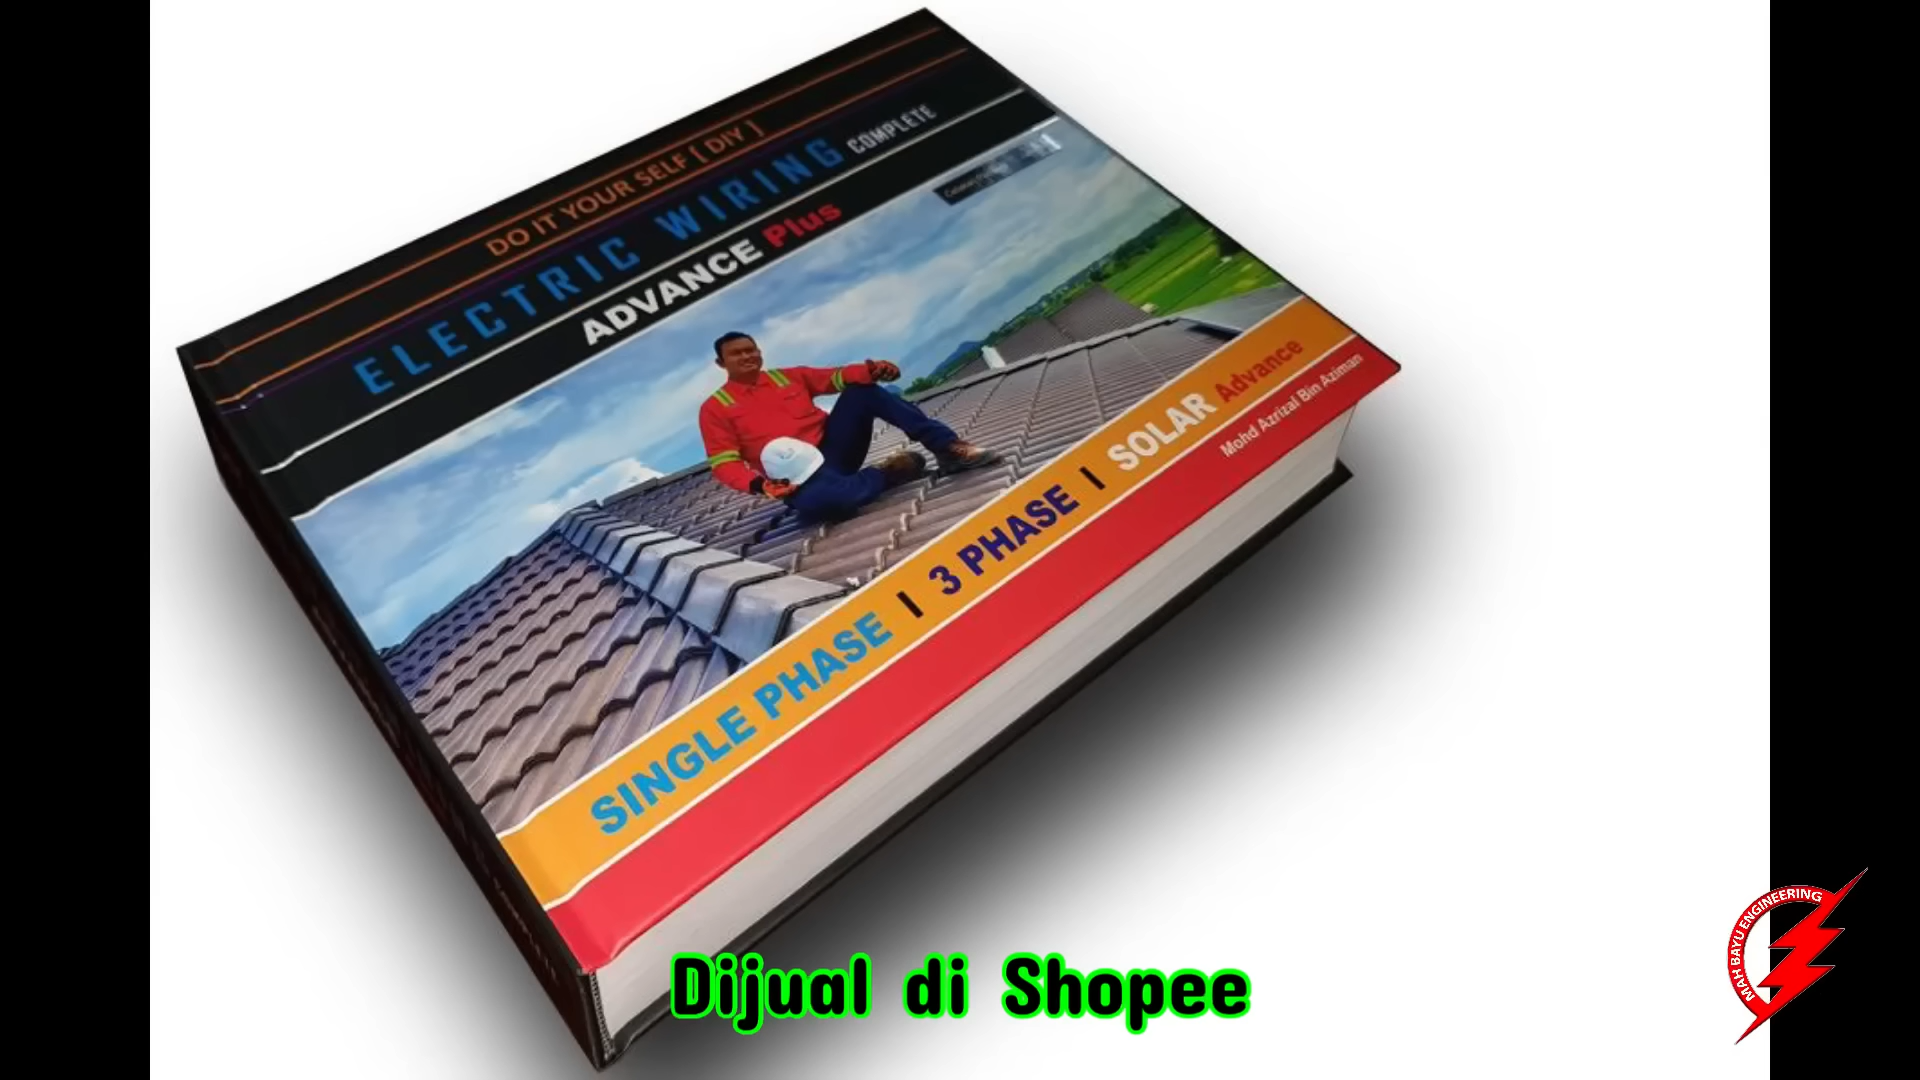 DO IT YOUR SELF [ DIY ]
ELECTRIC WIRING COMPLETE
ADVANCE Plus
SINGLE PHASE | 3 PHASE | SOLAR Advance
Mohd Azrizal Bin Aziman
Dijual di Shopee
MAH BAYU ENGINEERING